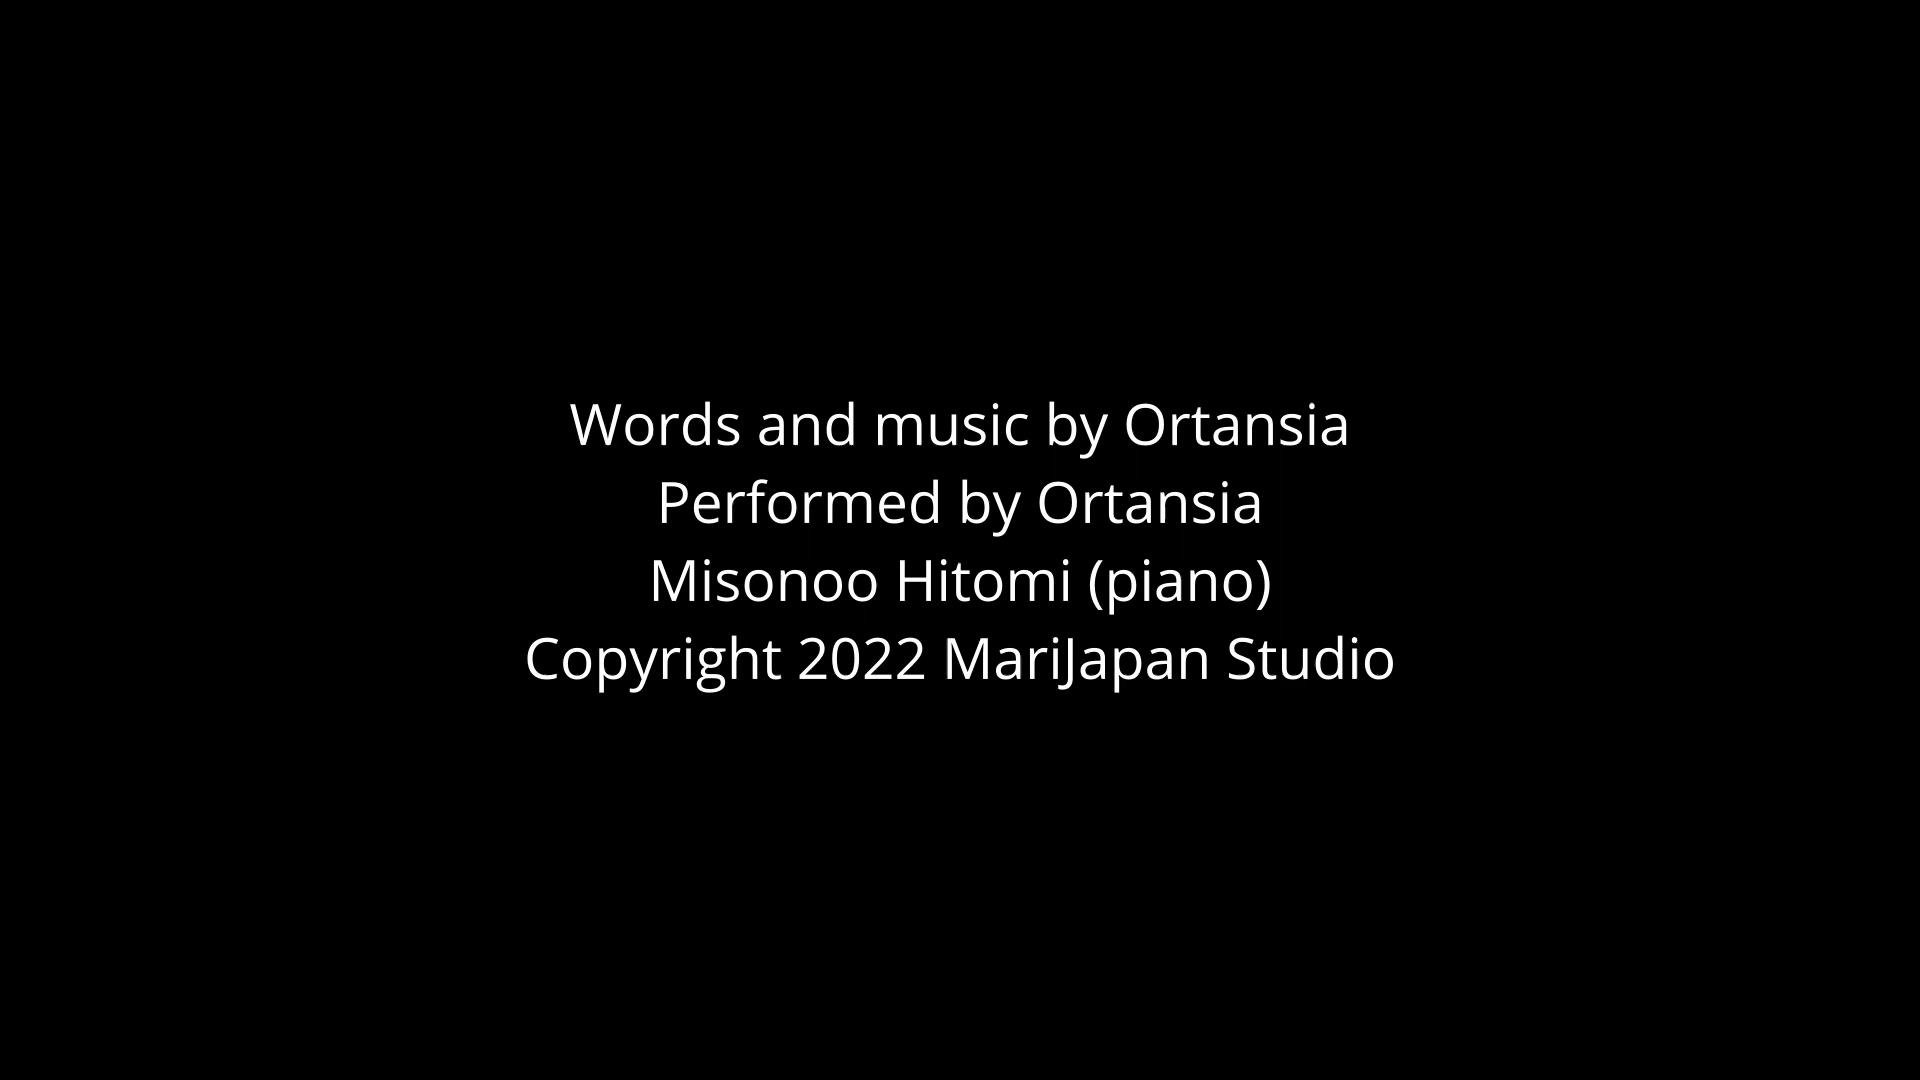 Words and music by Ortansia
Performed by Ortansia
Misonoo Hitomi (piano)
Copyright 2022 MariJapan Studio